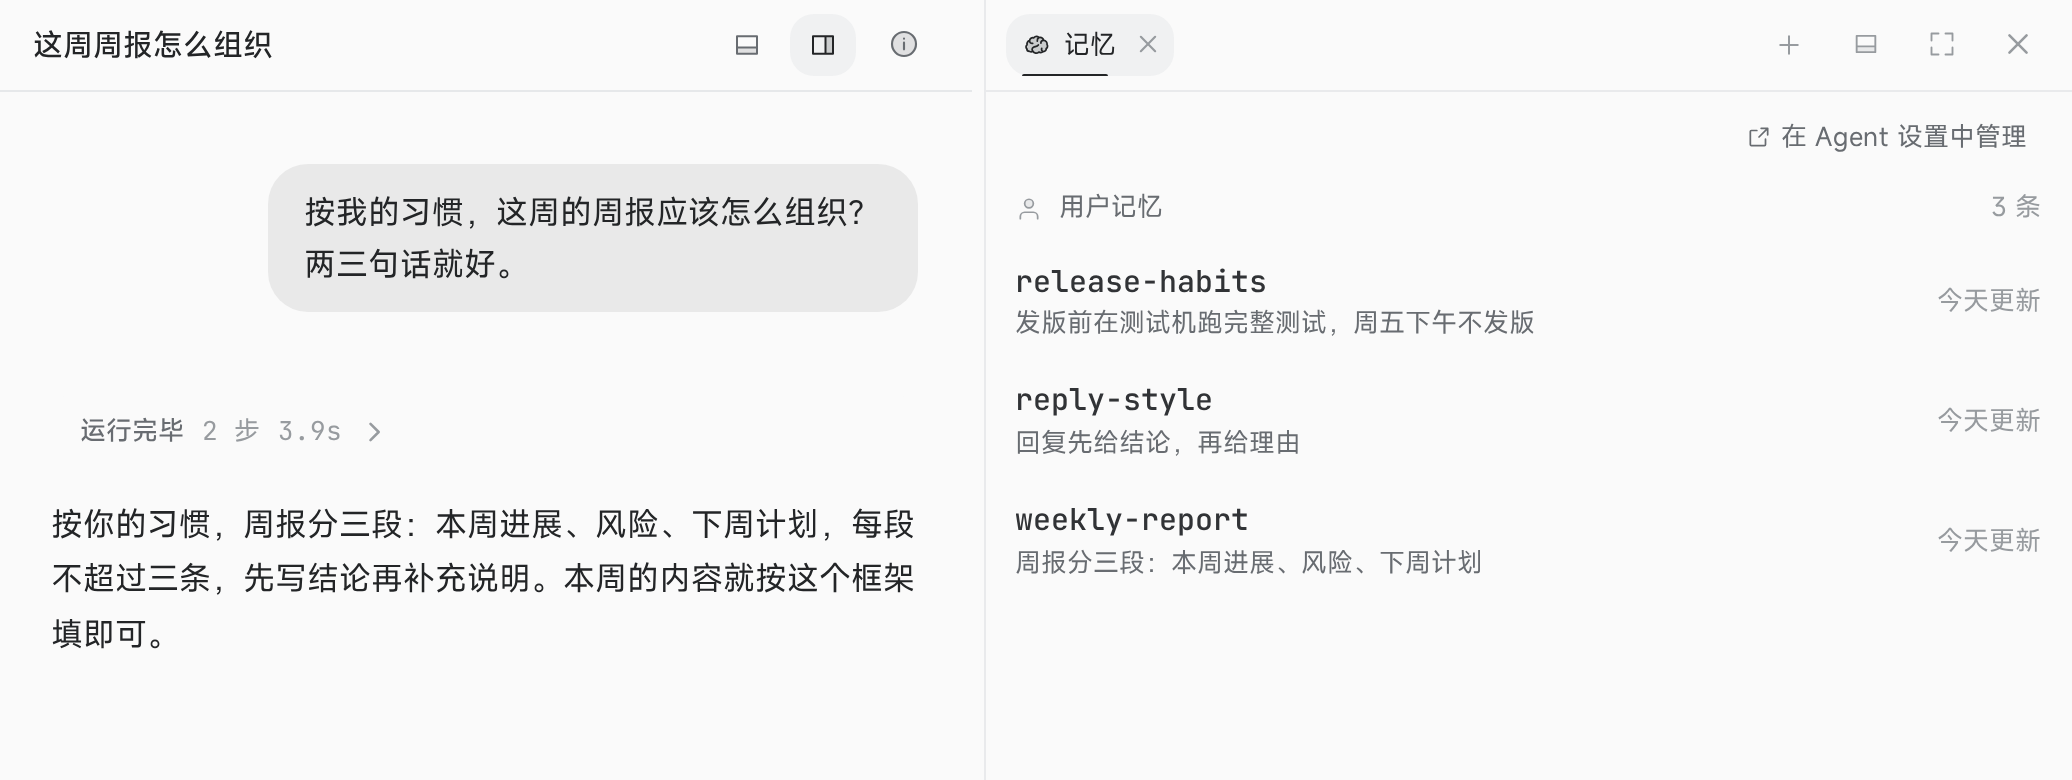 这周周报怎么组织
按我的习惯，这周的周报应该怎么组织？
两三句话就好。
运行完毕 2 步 3.9s
按你的习惯，周报分三段：本周进展、风险、下周计划，每段
不超过三条，先写结论再补充说明。本周的内容就按这个框架
填即可。
记忆
在 Agent 设置中管理
用户记忆
3 条
release-habits
发版前在测试机跑完整测试，周五下午不发版
今天更新
reply-style
回复先给结论，再给理由
今天更新
weekly-report
周报分三段：本周进展、风险、下周计划
今天更新